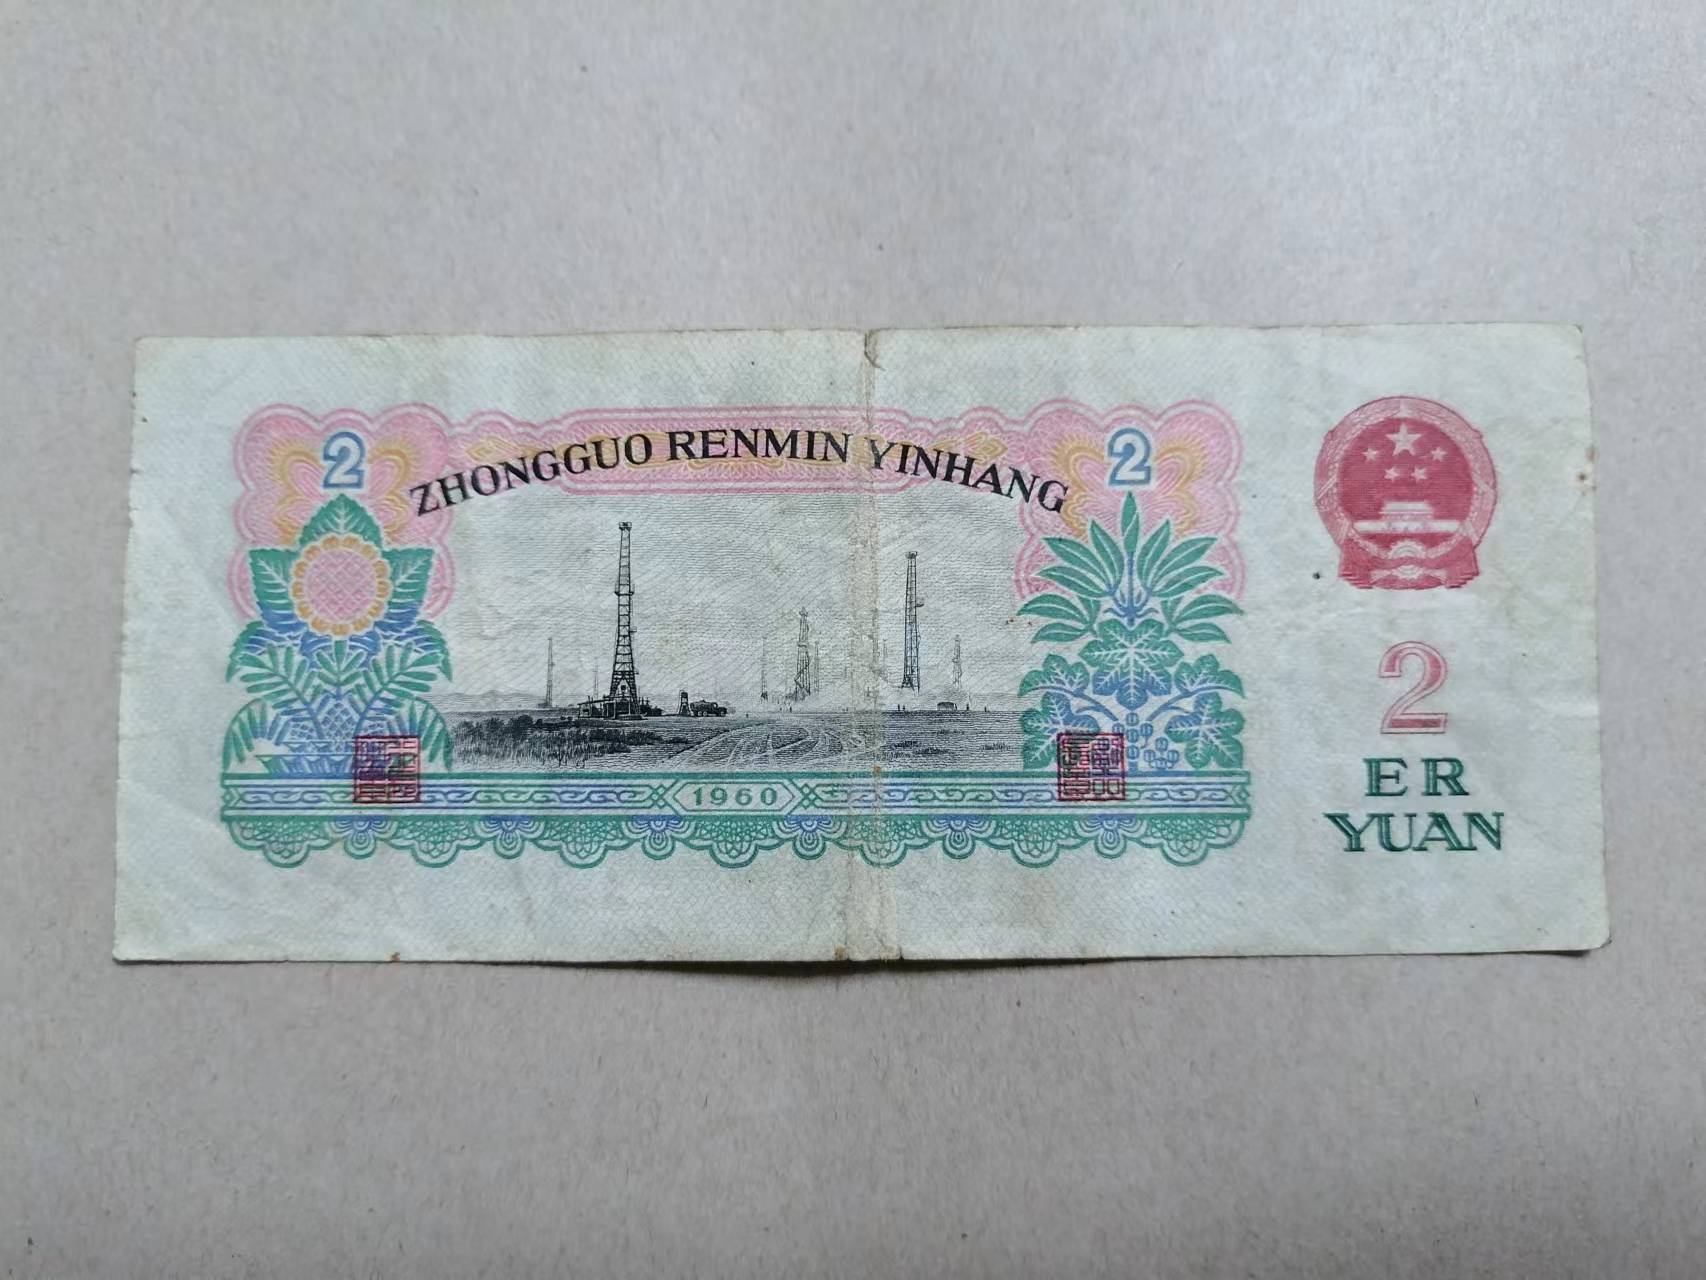 ZHONGGUO RENMIN YINHANG
2
2
1960
2
ER
YUAN